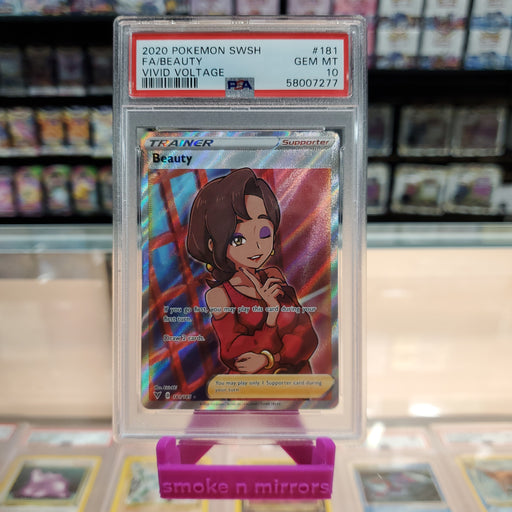 2020 POKEMON SWSH #181
FA/BEAUTY GEM MT
VIVID VOLTAGE PSA 10
58007277
TRAINER Supporter
Beauty
If you go first, you may play this card during your
first turn.
Draw 2 cards.
You may play only 1 Supporter card during
your turn.
smoke n mirrors